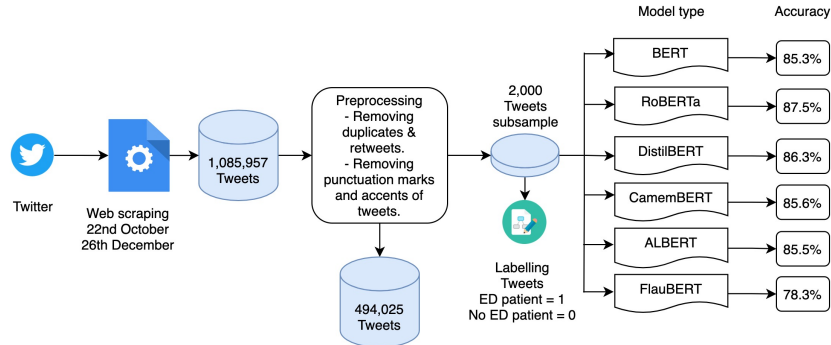 Model type
Accuracy
Twitter
Web scraping
22nd October
26th December
1,085,957
Tweets
Preprocessing
- Removing
duplicates &
retweets.
- Removing
punctuation marks
and accents of
tweets.
494,025
Tweets
2,000
Tweets
subsample
Labelling
Tweets
ED patient = 1
No ED patient = 0
BERT
85.3%
RoBERTa
87.5%
DistilBERT
86.3%
CamemBERT
85.6%
ALBERT
85.5%
FlauBERT
78.3%